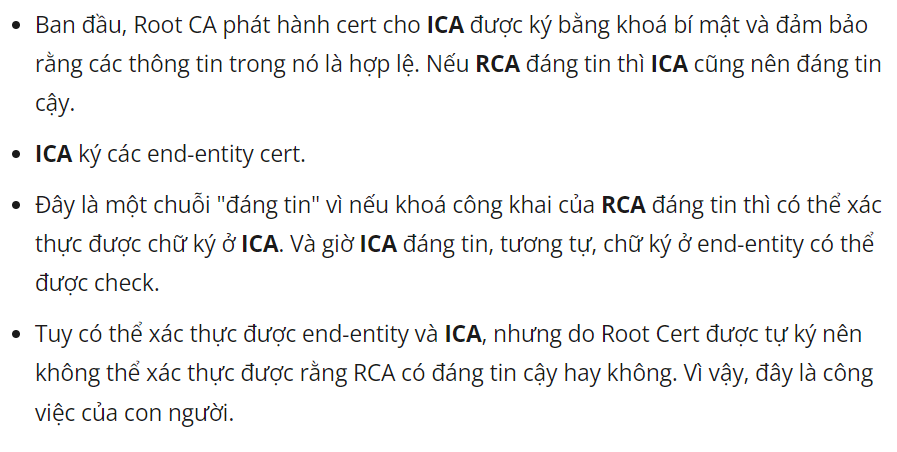 Ban đầu, Root CA phát hành cert cho ICA được ký bằng khoá bí mật và đảm bảo
rằng các thông tin trong nó là hợp lệ. Nếu RCA đáng tin thì ICA cũng nên đáng tin
cậy.
ICA ký các end-entity cert.
Đây là một chuỗi "đáng tin" vì nếu khoá công khai của RCA đáng tin thì có thể xác
thực được chữ ký ở ICA. Và giờ ICA đáng tin, tương tự, chữ ký ở end-entity có thể
được check.
Tuy có thể xác thực được end-entity và ICA, nhưng do Root Cert được tự ký nên
không thể xác thực được rằng RCA có đáng tin cậy hay không. Vì vậy, đây là công
việc của con người.